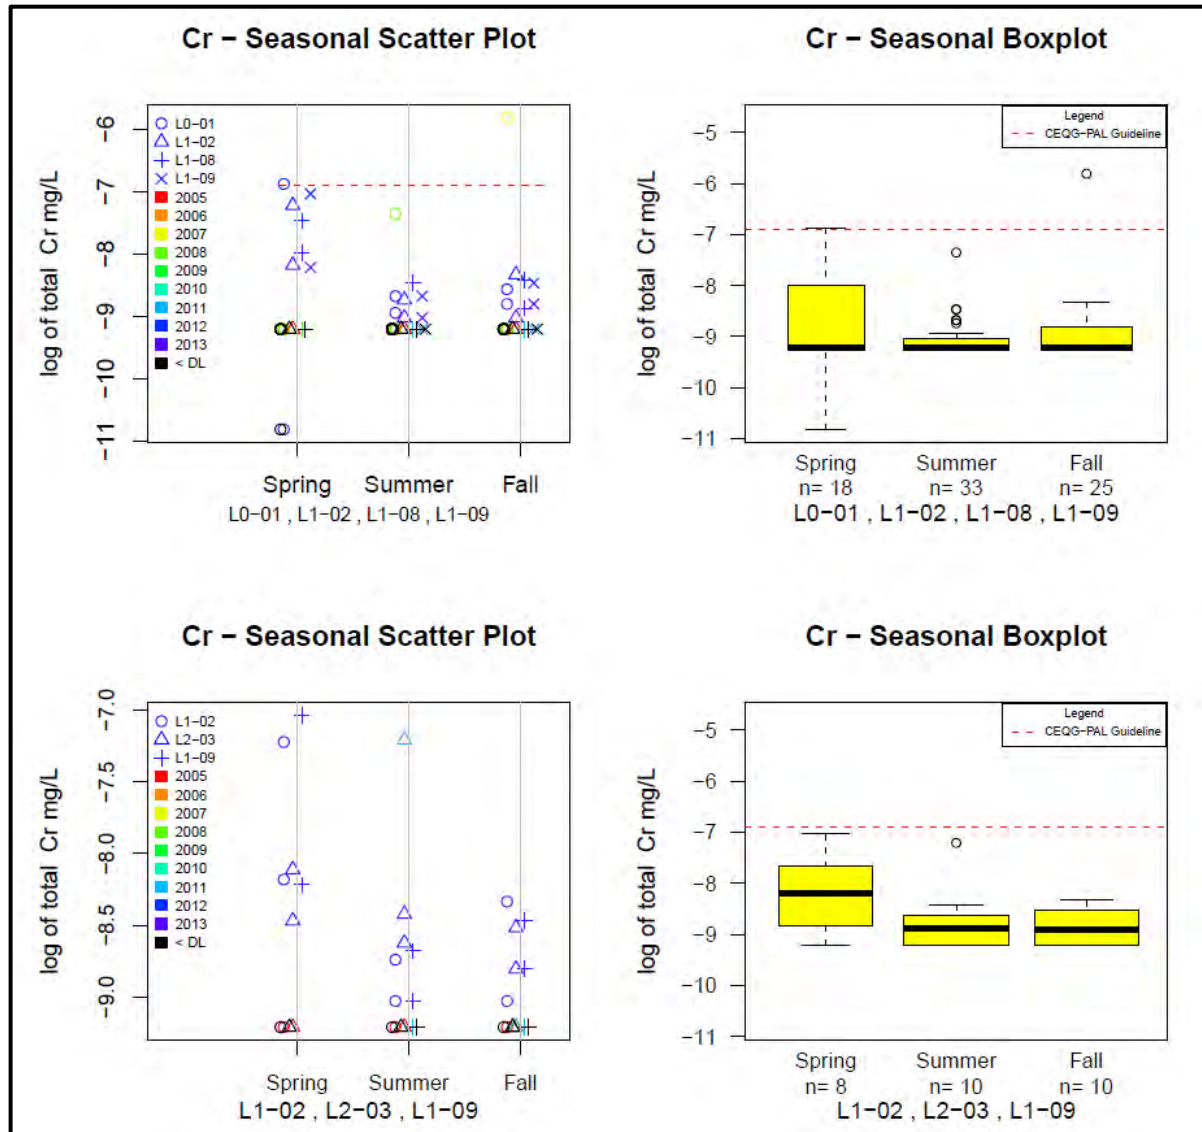 Cr − Seasonal Scatter Plot
log of total Cr mg/L
−6
−7
−8
−9
−10
−11
L0−01
L1−02
L1−08
L1−09
2005
2006
2007
2008
2009
2010
2011
2012
2013
< DL
Spring Summer Fall
L0−01 , L1−02 , L1−08 , L1−09
Cr − Seasonal Boxplot
log of total Cr mg/L
−5
−6
−7
−8
−9
−10
−11
Legend
CEQG−PAL Guideline
Spring Summer Fall
n= 18 n= 33 n= 25
L0−01 , L1−02 , L1−08 , L1−09
Cr − Seasonal Scatter Plot
log of total Cr mg/L
−7.0
−7.5
−8.0
−8.5
−9.0
L1−02
L2−03
L1−09
2005
2006
2007
2008
2009
2010
2011
2012
2013
< DL
Spring Summer Fall
L1−02 , L2−03 , L1−09
Cr − Seasonal Boxplot
log of total Cr mg/L
−5
−6
−7
−8
−9
−10
−11
Legend
CEQG−PAL Guideline
Spring Summer Fall
n= 8 n= 10 n= 10
L1−02 , L2−03 , L1−09